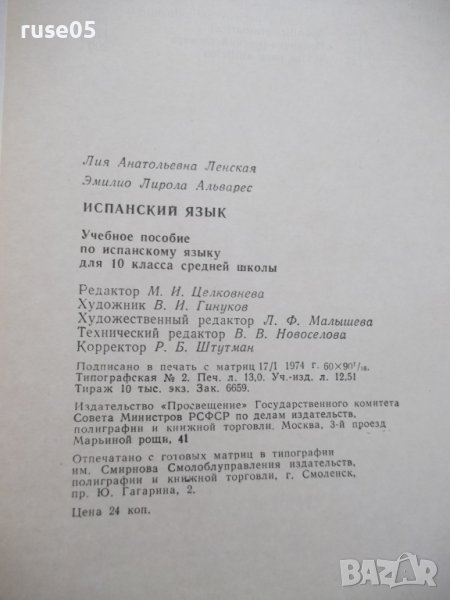 ruse05
Лия Анатольевна Ленская
Эмилио Лирола Альварес
ИСПАНСКИЙ ЯЗЫК
Учебное пособие
по испанскому языку
для 10 класса средней школы
Редактор М. И. Целковнева
Художник В. И. Гинуков
Художественный редактор Л. Ф. Малышева
Технический редактор В. В. Новоселова
Корректор Р. Б. Штутман
Подписано в печать с матриц 17/I 1974 г. 60×90¹/₁₆.
Типографская № 2. Печ. л. 13,0. Уч.-изд. л. 12,51
Тираж 10 тыс. экз. Зак. 6659.
Издательство «Просвещение» Государственного комитета
Совета Министров РСФСР по делам издательств,
полиграфии и книжной торговли. Москва, 3-й проезд
Марьиной рощи, 41
Отпечатано с готовых матриц в типографии
им. Смирнова Смолоблуправления издательств,
полиграфии и книжной торговли, г. Смоленск,
пр. Ю. Гагарина, 2.
Цена 24 коп.
BAZAR